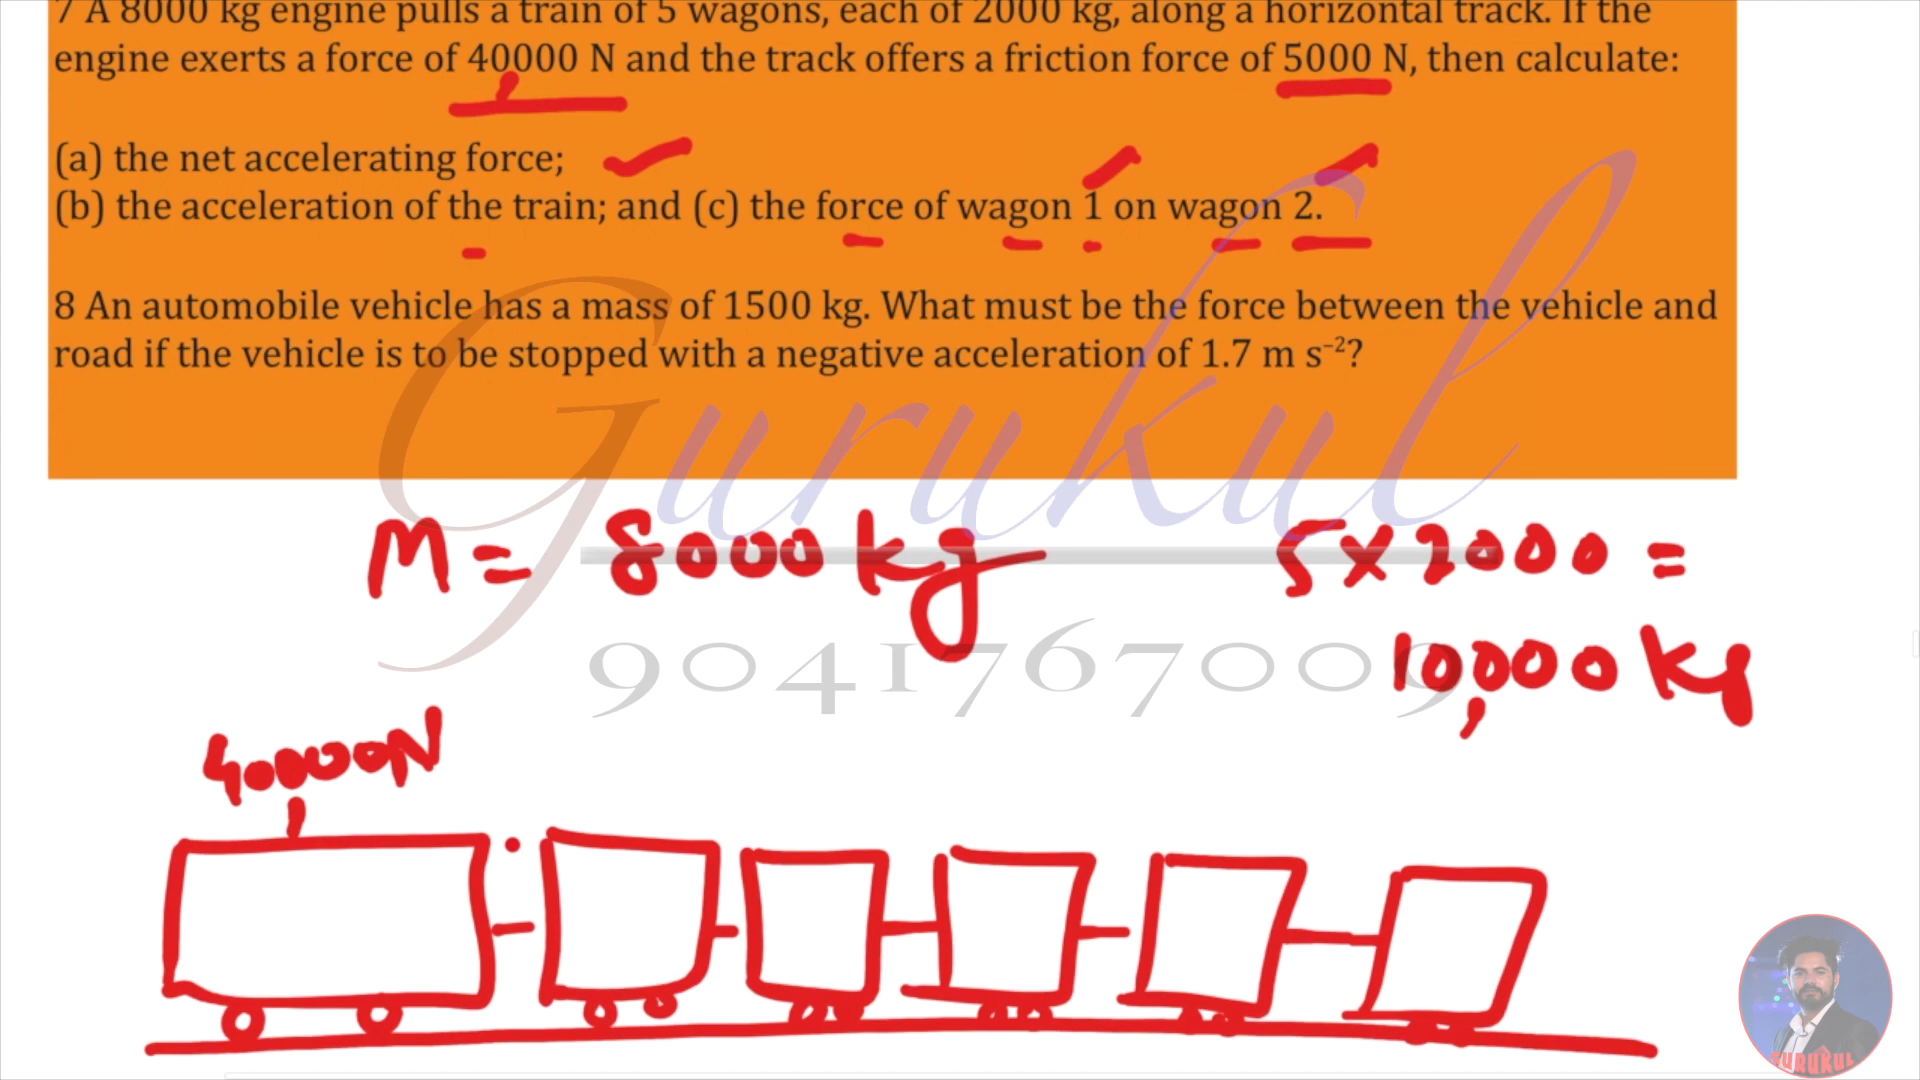 7 A 8000 kg engine pulls a train of 5 wagons, each of 2000 kg, along a horizontal track. If the
engine exerts a force of 40000 N and the track offers a friction force of 5000 N, then calculate:
(a) the net accelerating force;
(b) the acceleration of the train; and (c) the force of wagon 1 on wagon 2.
8 An automobile vehicle has a mass of 1500 kg. What must be the force between the vehicle and
road if the vehicle is to be stopped with a negative acceleration of 1.7 m s⁻²?
Gurukul
M = 8000 kg
5 x 2000 =
10,000 kg
9041767009
40000N
GURUKUL